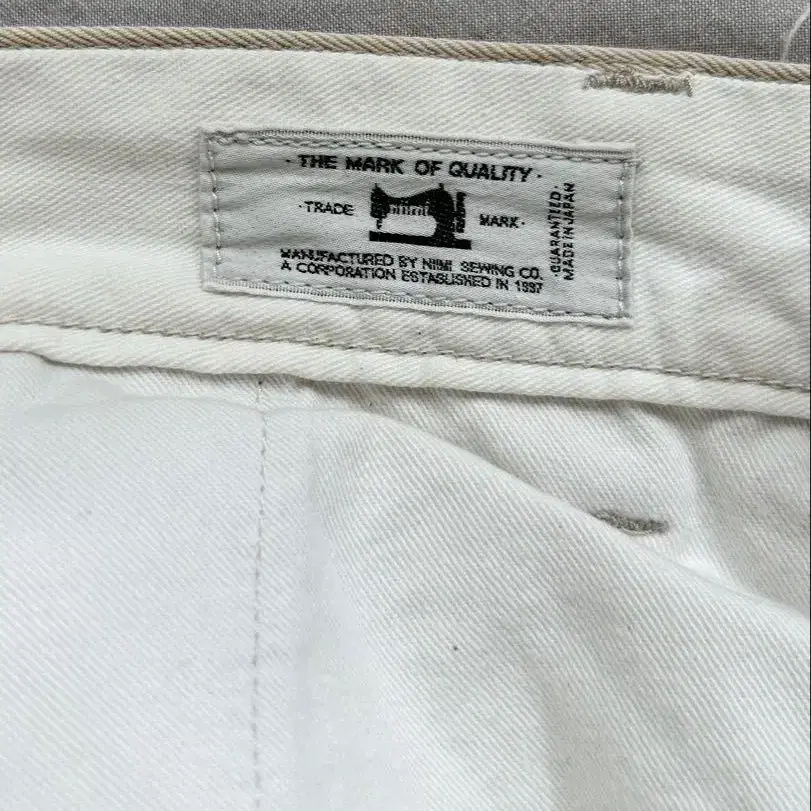 · THE MARK OF QUALITY ·
· TRADE MARK ·
MANUFACTURED BY NIIMI SEWING CO.
A CORPORATION ESTABLISHED IN 1997
· GUARANTEED ·
MADE IN JAPAN